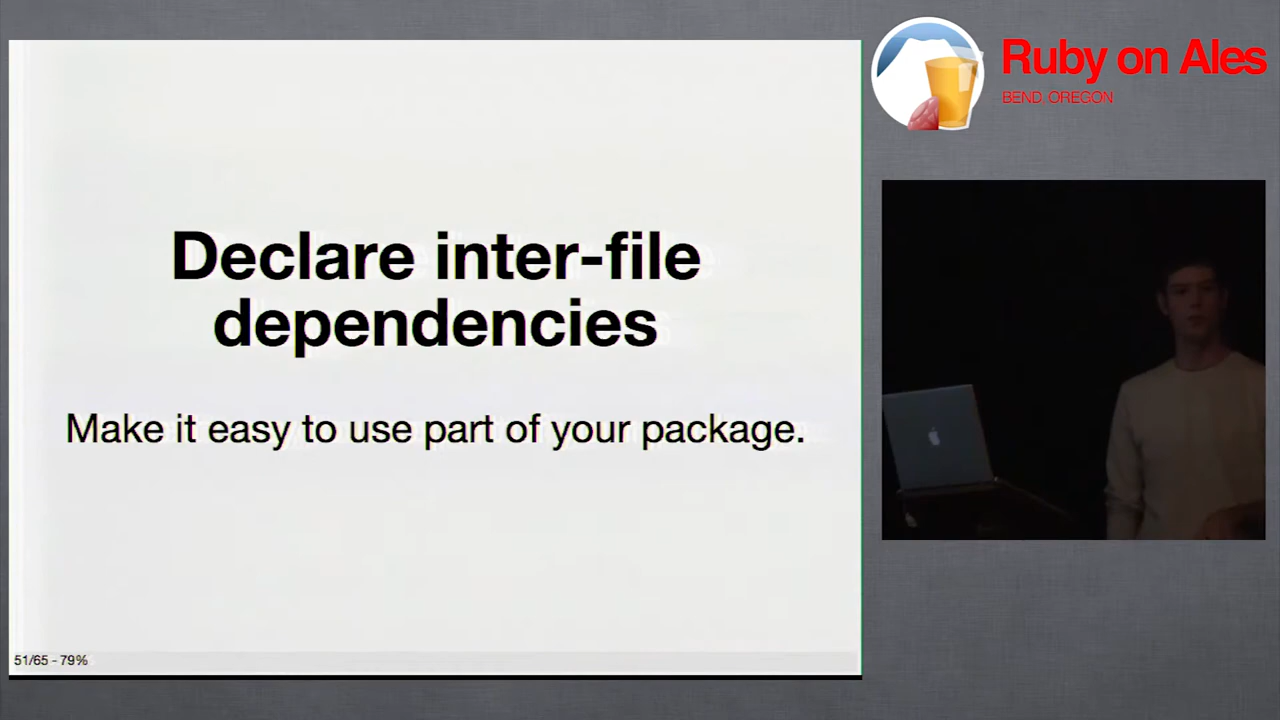 Declare inter-file
dependencies
Make it easy to use part of your package.
51/65 - 79%
Ruby on Ales
BEND, OREGON